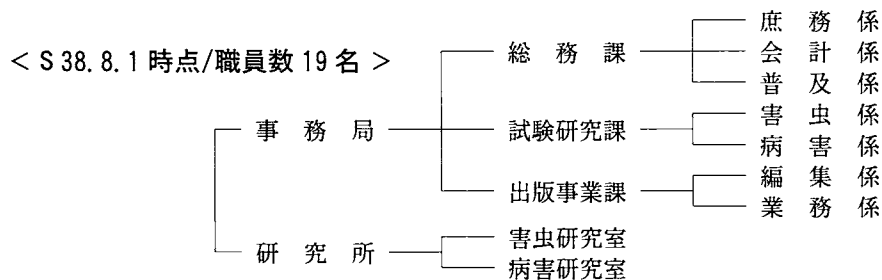 <S38.8.1時点/職員数19名>
事務局
総務課
庶務係
会計係
普及係
試験研究課
害虫係
病害係
出版事業課
編集係
業務係
研究所
害虫研究室
病害研究室